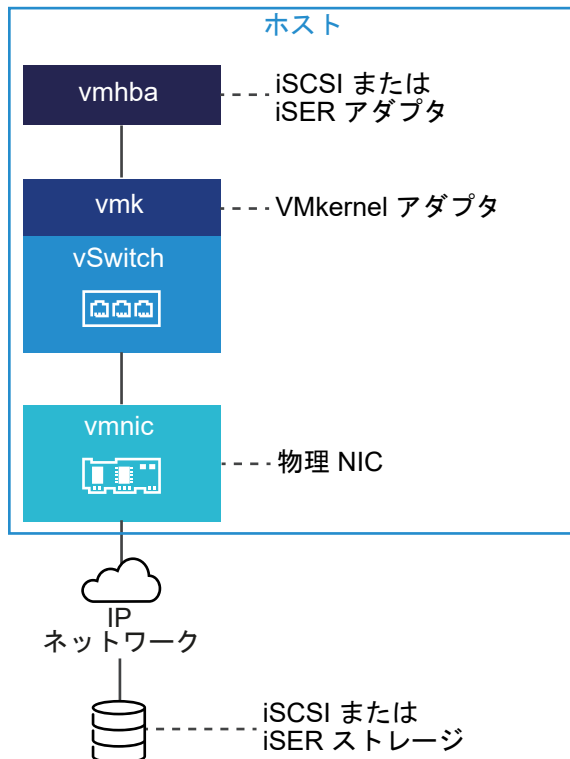 ホスト
vmhba
iSCSI または
iSER アダプタ
vmk
VMkernel アダプタ
vSwitch
vmnic
物理 NIC
IP
ネットワーク
iSCSI または
iSER ストレージ